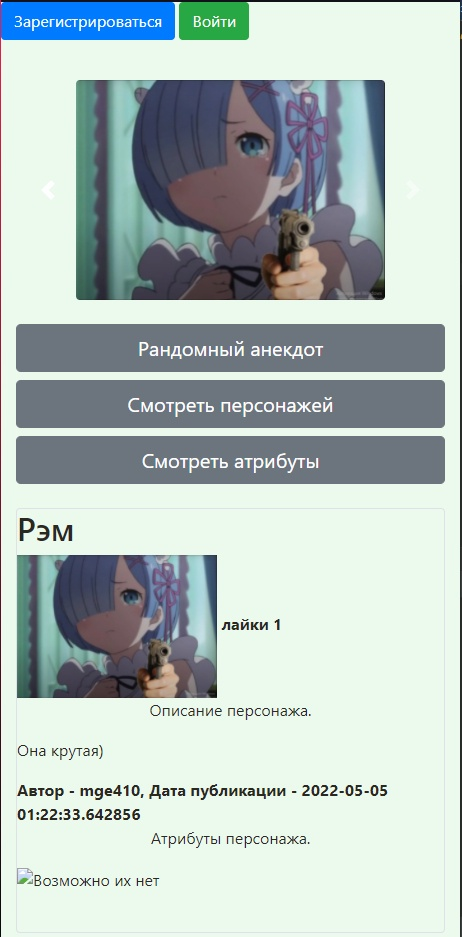 Зарегистрироваться Войти
Рандомный анекдот
Смотреть персонажей
Смотреть атрибуты
Рэм
лайки 1
Описание персонажа.
Она крутая)
Автор - mge410, Дата публикации - 2022-05-05
01:22:33.642856
Атрибуты персонажа.
Возможно их нет